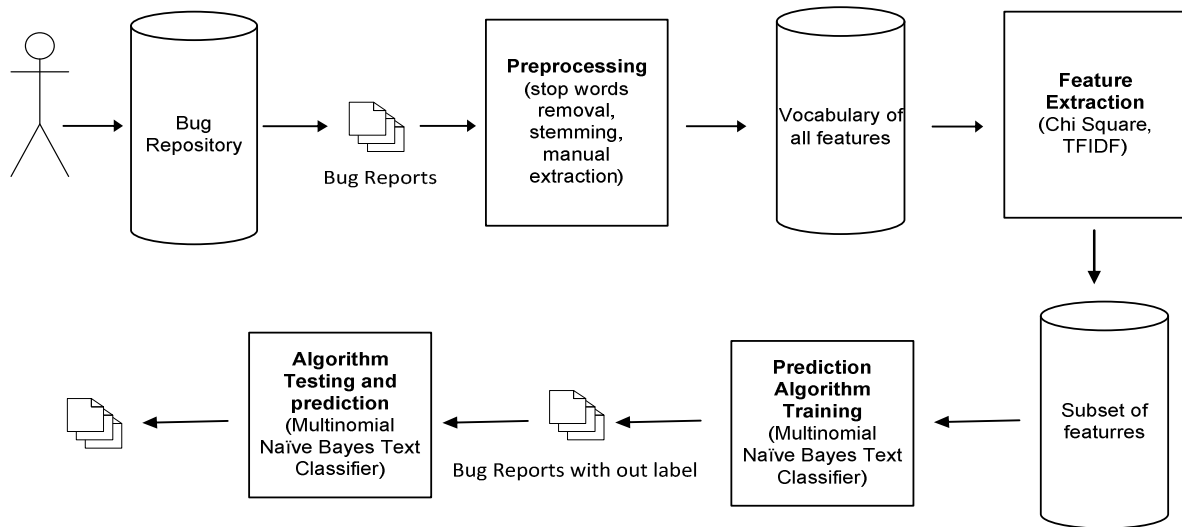 Bug
Repository
Bug Reports
Preprocessing
(stop words
removal,
stemming,
manual
extraction)
Vocabulary of
all features
Feature
Extraction
(Chi Square,
TFIDF)
Subset of
featurres
Prediction
Algorithm
Training
(Multinomial
Naïve Bayes Text
Classifier)
Bug Reports with out label
Algorithm
Testing and
prediction
(Multinomial
Naïve Bayes Text
Classifier)